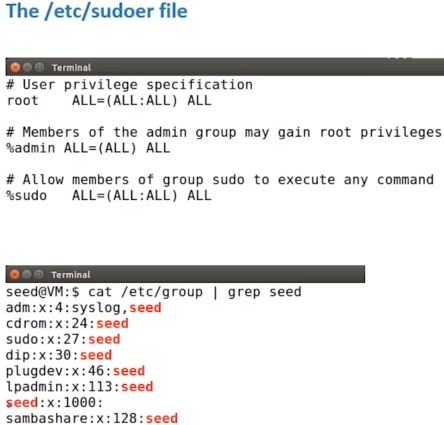 The /etc/sudoer file
Terminal
# User privilege specification
root    ALL=(ALL:ALL) ALL
# Members of the admin group may gain root privileges
%admin ALL=(ALL) ALL
# Allow members of group sudo to execute any command
%sudo   ALL=(ALL:ALL) ALL
Terminal
seed@VM:$ cat /etc/group | grep seed
adm:x:4:syslog,seed
cdrom:x:24:seed
sudo:x:27:seed
dip:x:30:seed
plugdev:x:46:seed
lpadmin:x:113:seed
seed:x:1000:
sambashare:x:128:seed